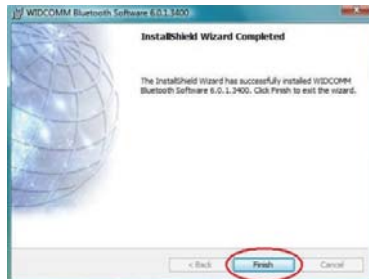 WIDCOMM Bluetooth Software 6.0.1.3400
InstallShield Wizard Completed
The InstallShield Wizard has successfully installed WIDCOMM
Bluetooth Software 6.0.1.3400. Click Finish to exit the wizard.
< Back
Finish
Cancel